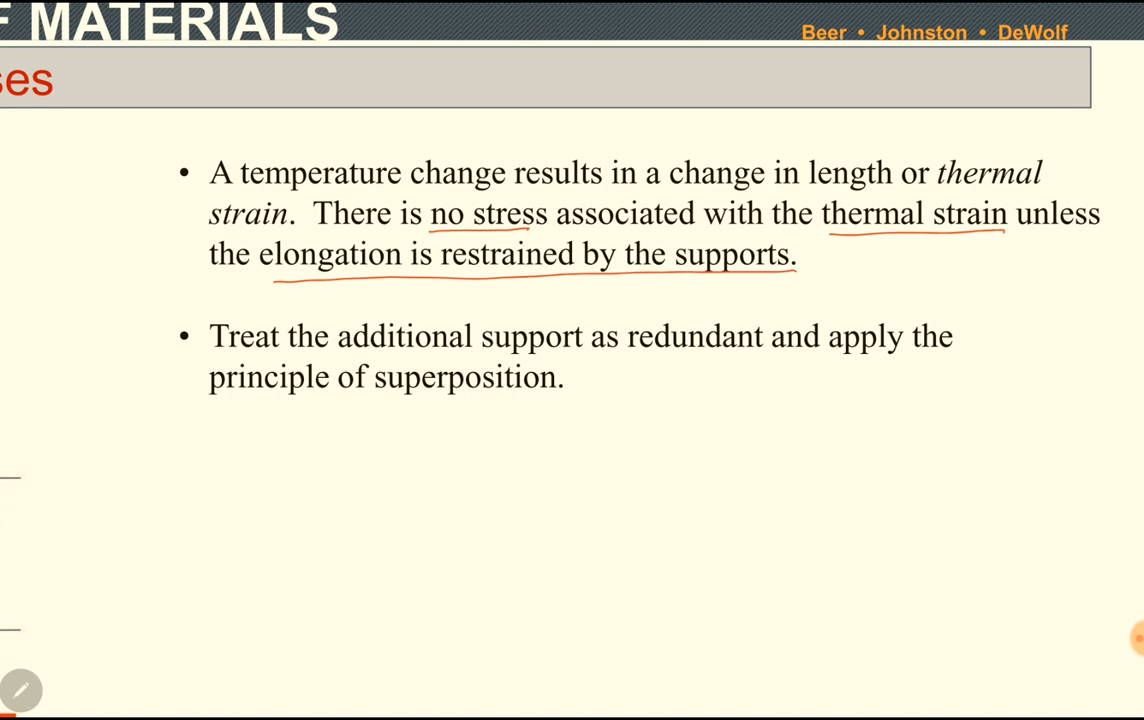 F MATERIALS
Beer • Johnston • DeWolf
ses
• A temperature change results in a change in length or thermal
strain. There is no stress associated with the thermal strain unless
the elongation is restrained by the supports.
• Treat the additional support as redundant and apply the
principle of superposition.